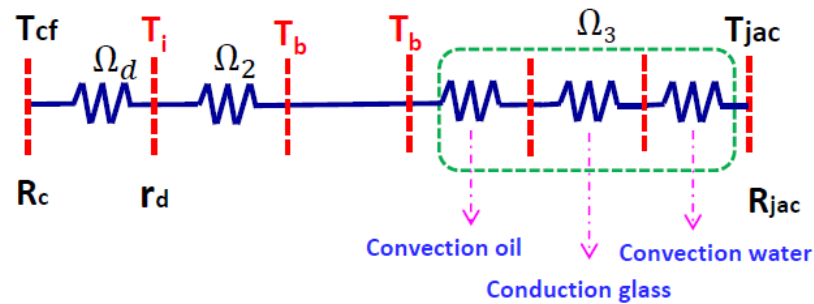 Tcf Ti Tb Tb Ω3 Tjac
Ωd Ω2
Rc rd Rjac
Convection oil Convection water
Conduction glass